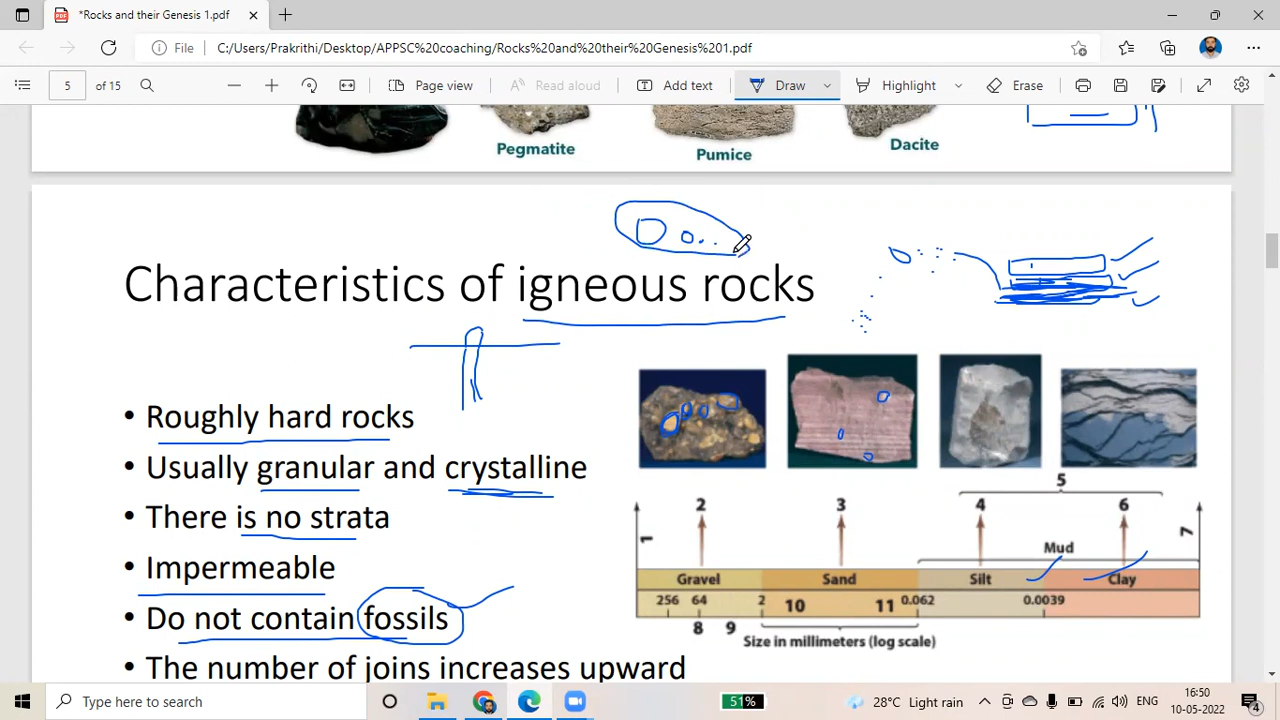 *Rocks and their Genesis 1.pdf
File C:/Users/Prakrithi/Desktop/APPSC%20coaching/Rocks%20and%20their%20Genesis%201.pdf
5 of 15 Page view Read aloud Add text Draw Highlight Erase
Pegmatite
Pumice
Dacite
Characteristics of igneous rocks
• Roughly hard rocks
• Usually granular and crystalline
• There is no strata
• Impermeable
• Do not contain fossils
• The number of joins increases upward
5
2 3 4 6
1 7
Mud
Gravel Sand Silt Clay
256 64 2 10 11 0.062 0.0039
8 9 Size in millimeters (log scale)
Type here to search
51%
28°C Light rain
ENG
16:50
10-05-2022
4